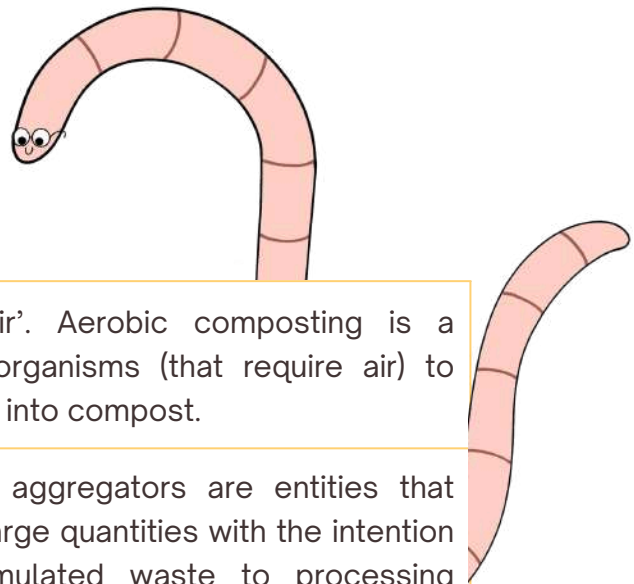 ir’. Aerobic composting is a
organisms (that require air) to
into compost.
aggregators are entities that
arge quantities with the intention
mulated waste to processing